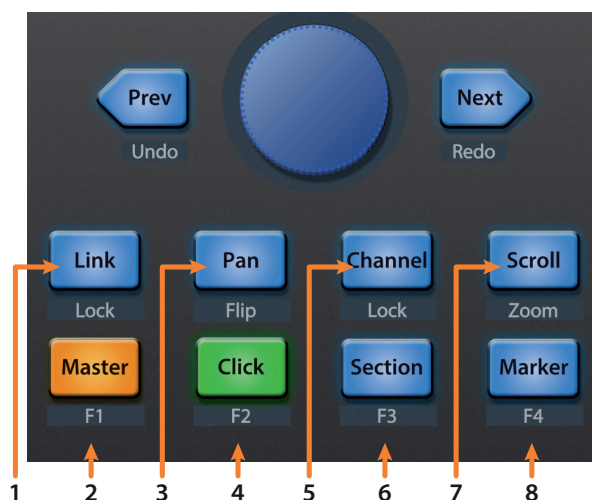 Prev Next
Undo Redo
Link Pan Channel Scroll
Lock Flip Lock Zoom
Master Click Section Marker
F1 F2 F3 F4
1 2 3 4 5 6 7 8